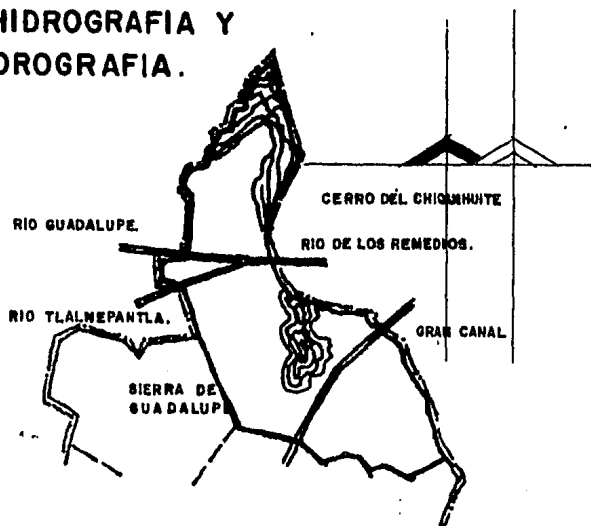 HIDROGRAFIA Y
OROGRAFIA.
CERRO DEL CHIQUIHUITE
RIO GUADALUPE.
RIO DE LOS REMEDIOS.
RIO TLALNEPANTLA.
GRAN CANAL
SIERRA DE
GUADALUP